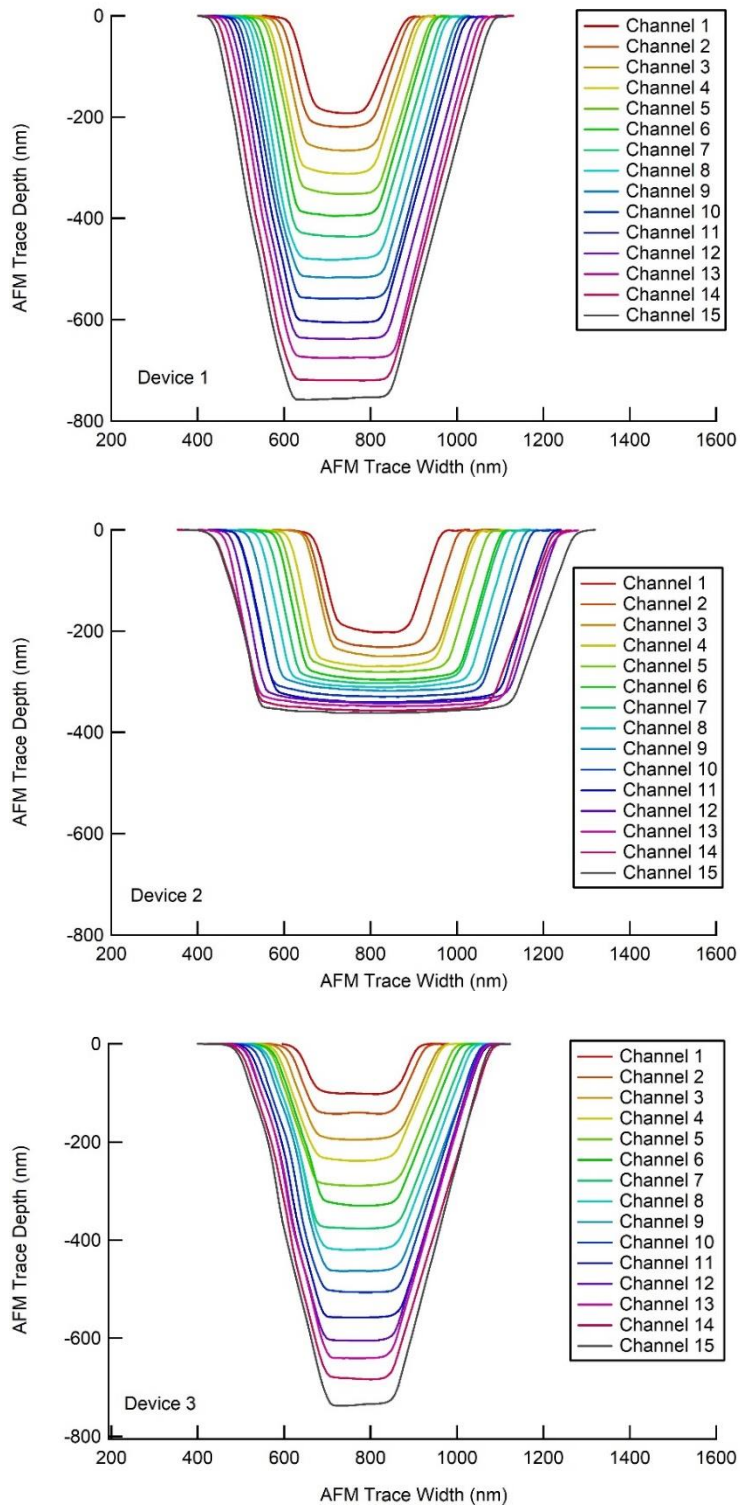 0
-200
-400
-600
-800
AFM Trace Depth (nm)
Device 1
Channel 1
Channel 2
Channel 3
Channel 4
Channel 5
Channel 6
Channel 7
Channel 8
Channel 9
Channel 10
Channel 11
Channel 12
Channel 13
Channel 14
Channel 15
200 400 600 800 1000 1200 1400 1600
AFM Trace Width (nm)
0
-200
-400
-600
-800
AFM Trace Depth (nm)
Device 2
Channel 1
Channel 2
Channel 3
Channel 4
Channel 5
Channel 6
Channel 7
Channel 8
Channel 9
Channel 10
Channel 11
Channel 12
Channel 13
Channel 14
Channel 15
200 400 600 800 1000 1200 1400 1600
AFM Trace Width (nm)
0
-200
-400
-600
-800
AFM Trace Depth (nm)
Device 3
Channel 1
Channel 2
Channel 3
Channel 4
Channel 5
Channel 6
Channel 7
Channel 8
Channel 9
Channel 10
Channel 11
Channel 12
Channel 13
Channel 14
Channel 15
200 400 600 800 1000 1200 1400 1600
AFM Trace Width (nm)